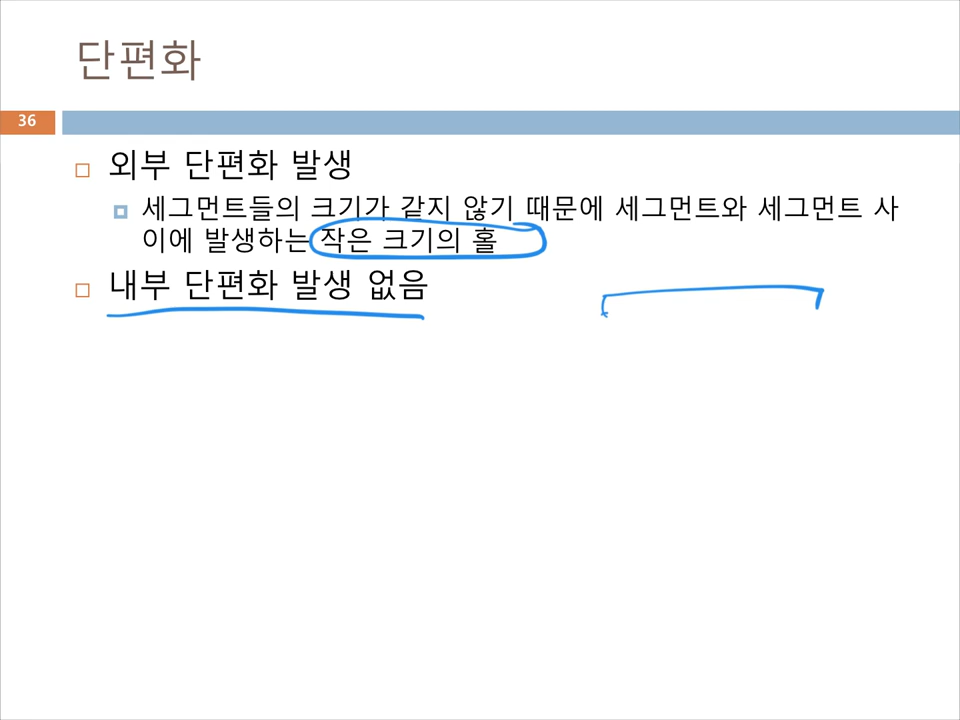 단편화
36
외부 단편화 발생
세그먼트들의 크기가 같지 않기 때문에 세그먼트와 세그먼트 사
이에 발생하는 작은 크기의 홀
내부 단편화 발생 없음